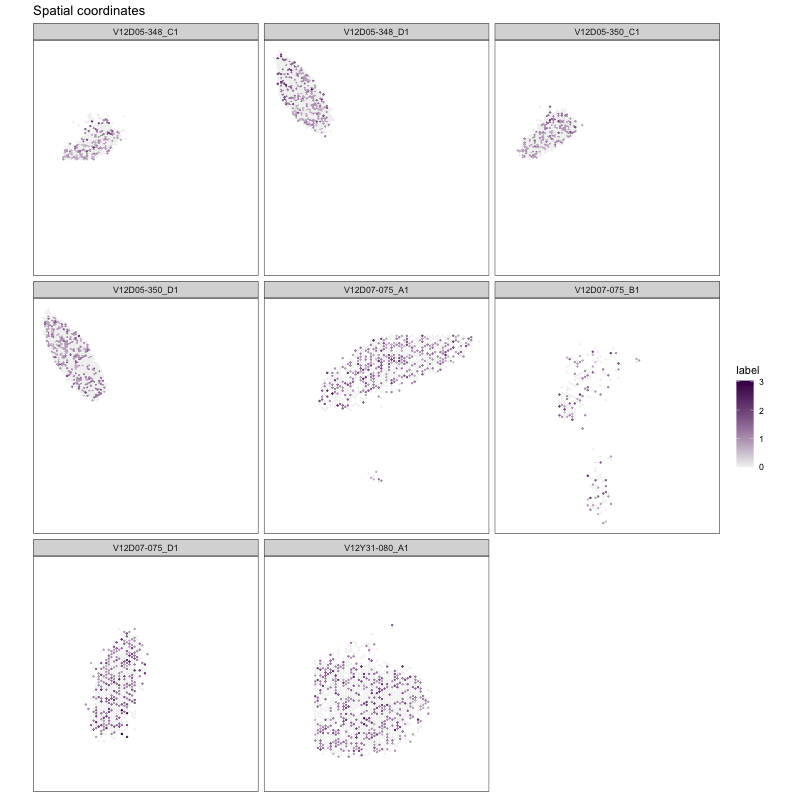 Spatial coordinates
V12D05-348_C1
V12D05-348_D1
V12D05-350_C1
V12D05-350_D1
V12D07-075_A1
V12D07-075_B1
label
3
2
1
0
V12D07-075_D1
V12Y31-080_A1